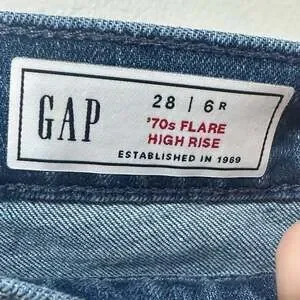 GAP
28 | 6R
'70s FLARE
HIGH RISE
ESTABLISHED IN 1969